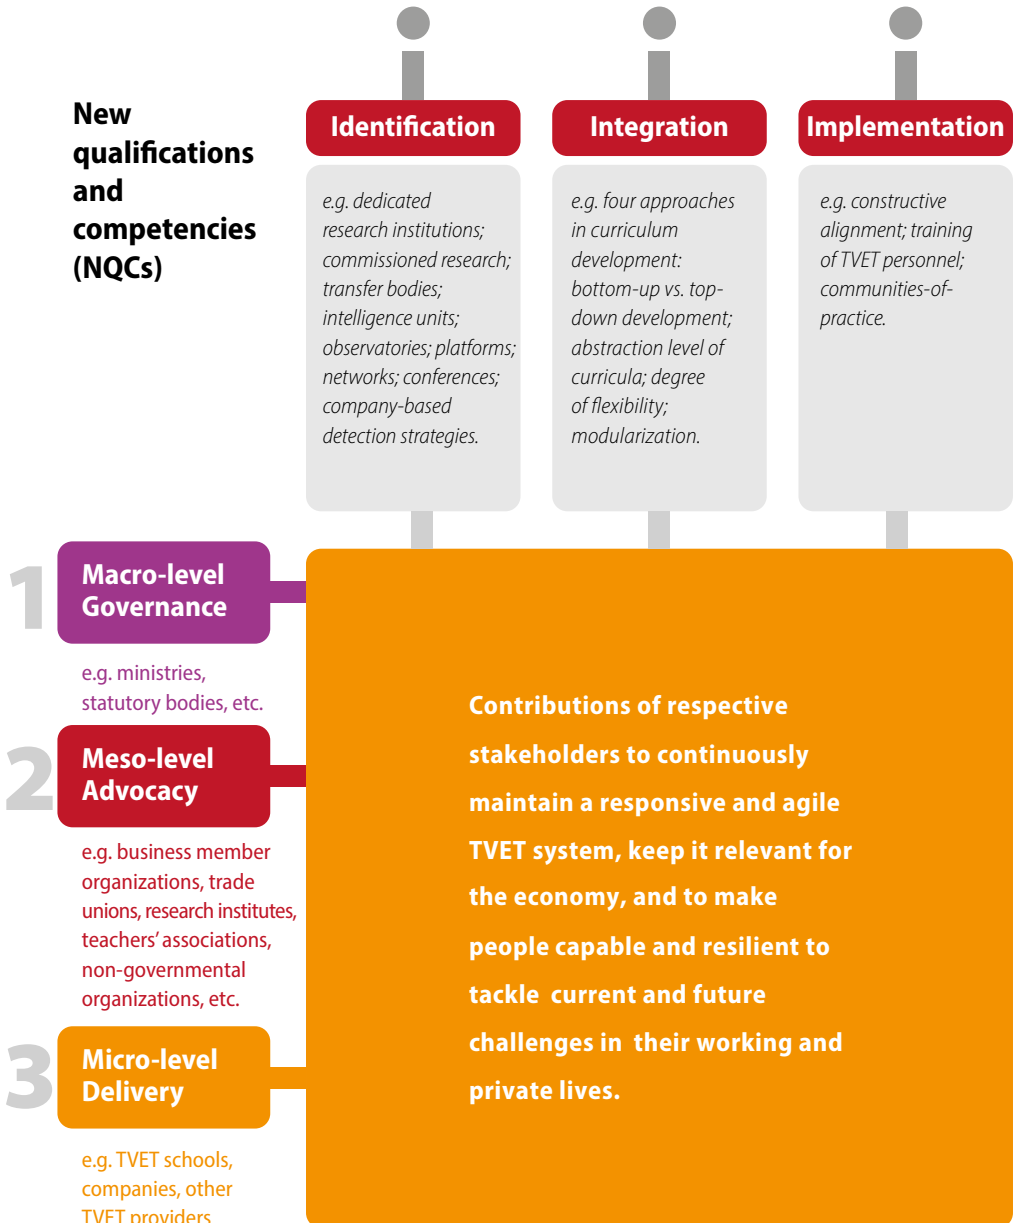 New
qualifications
and
competencies
(NQCs)
Identification
e.g. dedicated
research institutions;
commissioned research;
transfer bodies;
intelligence units;
observatories; platforms;
networks; conferences;
company-based
detection strategies.
Integration
e.g. four approaches
in curriculum
development:
bottom-up vs. top-
down development;
abstraction level of
curricula; degree
of flexibility;
modularization.
Implementation
e.g. constructive
alignment; training
of TVET personnel;
communities-of-
practice.
1
Macro-level
Governance
e.g. ministries,
statutory bodies, etc.
2
Meso-level
Advocacy
e.g. business member
organizations, trade
unions, research institutes,
teachers’ associations,
non-governmental
organizations, etc.
3
Micro-level
Delivery
e.g. TVET schools,
companies, other
TVET providers
Contributions of respective
stakeholders to continuously
maintain a responsive and agile
TVET system, keep it relevant for
the economy, and to make
people capable and resilient to
tackle current and future
challenges in their working and
private lives.